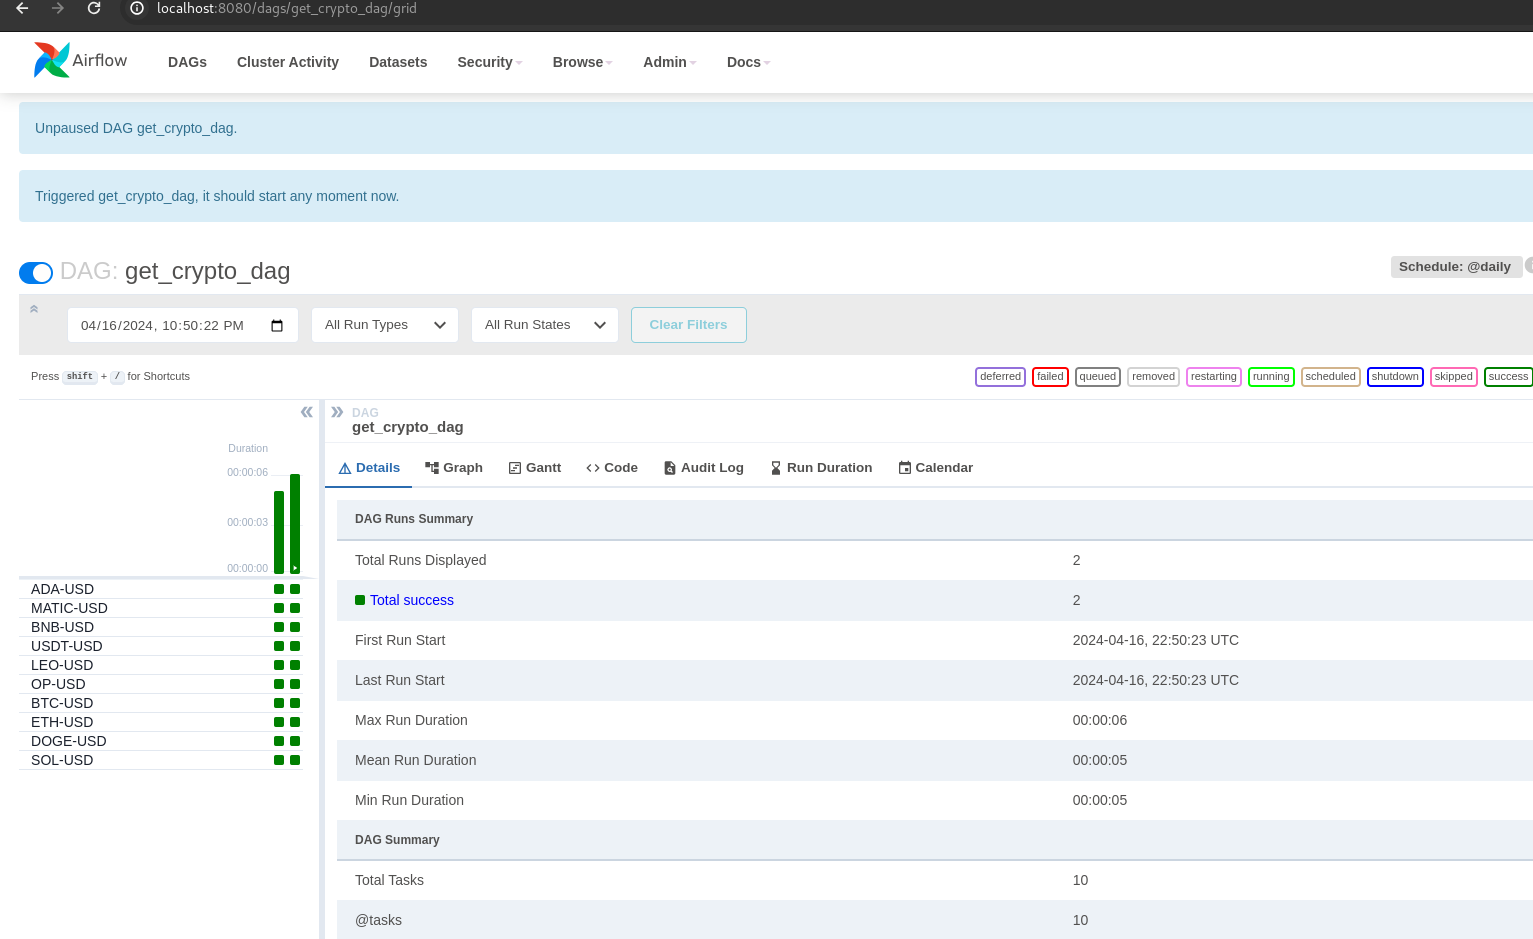 localhost:8080/dags/get_crypto_dag/grid
Airflow DAGs Cluster Activity Datasets Security Browse Admin Docs
Unpaused DAG get_crypto_dag.
Triggered get_crypto_dag, it should start any moment now.
DAG: get_crypto_dag
Schedule: @daily
04/16/2024, 10:50:22 PM All Run Types All Run States Clear Filters
Press shift + / for Shortcuts
deferred failed queued removed restarting running scheduled shutdown skipped success
DAG
get_crypto_dag
Duration
00:00:06
00:00:03
00:00:00
ADA-USD
MATIC-USD
BNB-USD
USDT-USD
LEO-USD
OP-USD
BTC-USD
ETH-USD
DOGE-USD
SOL-USD
Details Graph Gantt Code Audit Log Run Duration Calendar
DAG Runs Summary
Total Runs Displayed 2
Total success 2
First Run Start 2024-04-16, 22:50:23 UTC
Last Run Start 2024-04-16, 22:50:23 UTC
Max Run Duration 00:00:06
Mean Run Duration 00:00:05
Min Run Duration 00:00:05
DAG Summary
Total Tasks 10
@tasks 10